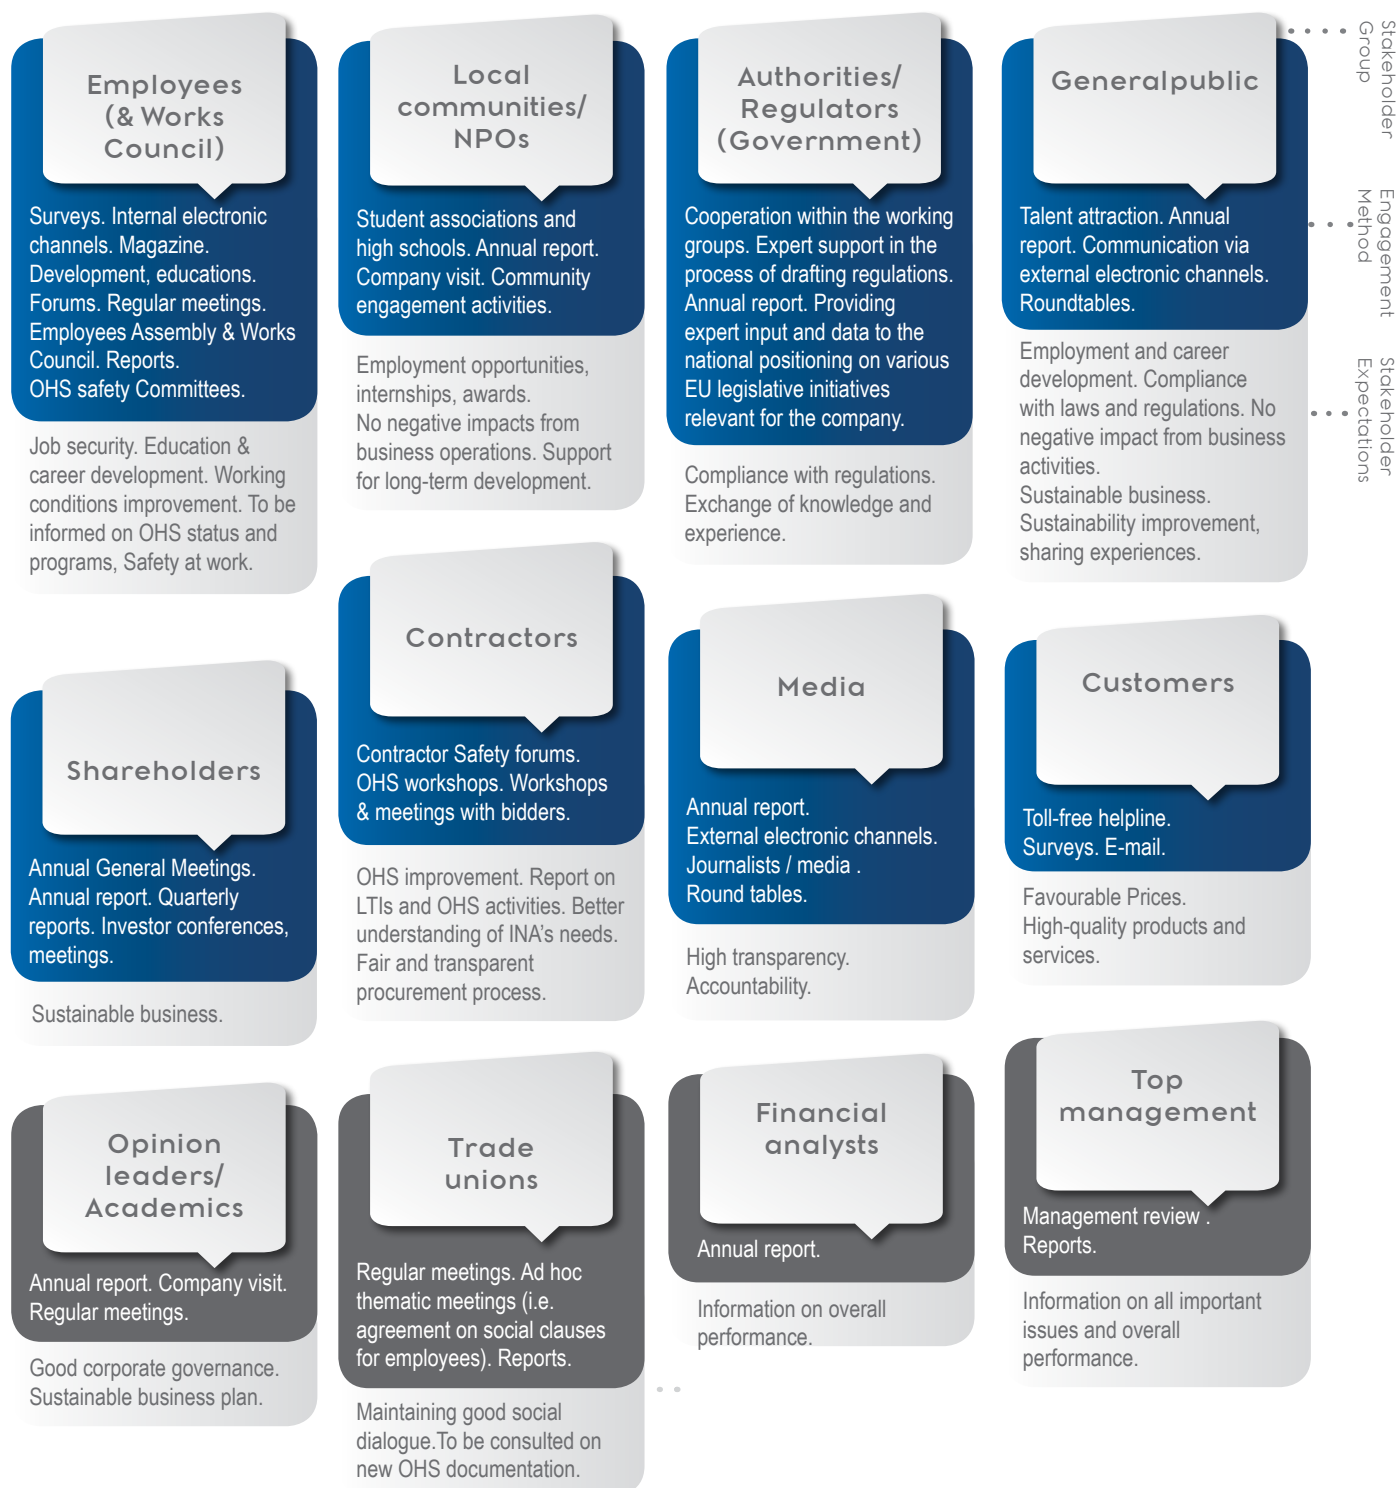 Employees
(& Works
Council)
Surveys. Internal electronic
channels. Magazine.
Development, educations.
Forums. Regular meetings.
Employees Assembly & Works
Council. Reports.
OHS safety Committees.
Job security. Education &
career development. Working
conditions improvement. To be
informed on OHS status and
programs, Safety at work.
Local
communities/
NPOs
Student associations and
high schools. Annual report.
Company visit. Community
engagement activities.
Employment opportunities,
internships, awards.
No negative impacts from
business operations. Support
for long-term development.
Authorities/
Regulators
(Government)
Cooperation within the working
groups. Expert support in the
process of drafting regulations.
Annual report. Providing
expert input and data to the
national positioning on various
EU legislative initiatives
relevant for the company.
Compliance with regulations.
Exchange of knowledge and
experience.
Generalpublic
Talent attraction. Annual
report. Communication via
external electronic channels.
Roundtables.
Employment and career
development. Compliance
with laws and regulations. No
negative impact from business
activities.
Sustainable business.
Sustainability improvement,
sharing experiences.
Stakeholder
Group
Engagement
Method
Stakeholder
Expectations
Shareholders
Annual General Meetings.
Annual report. Quarterly
reports. Investor conferences,
meetings.
Sustainable business.
Contractors
Contractor Safety forums.
OHS workshops. Workshops
& meetings with bidders.
OHS improvement. Report on
LTIs and OHS activities. Better
understanding of INA's needs.
Fair and transparent
procurement process.
Media
Annual report.
External electronic channels.
Journalists / media .
Round tables.
High transparency.
Accountability.
Customers
Toll-free helpline.
Surveys. E-mail.
Favourable Prices.
High-quality products and
services.
Opinion
leaders/
Academics
Annual report. Company visit.
Regular meetings.
Good corporate governance.
Sustainable business plan.
Trade
unions
Regular meetings. Ad hoc
thematic meetings (i.e.
agreement on social clauses
for employees). Reports.
Maintaining good social
dialogue.To be consulted on
new OHS documentation.
Financial
analysts
Annual report.
Information on overall
performance.
Top
management
Management review .
Reports.
Information on all important
issues and overall
performance.